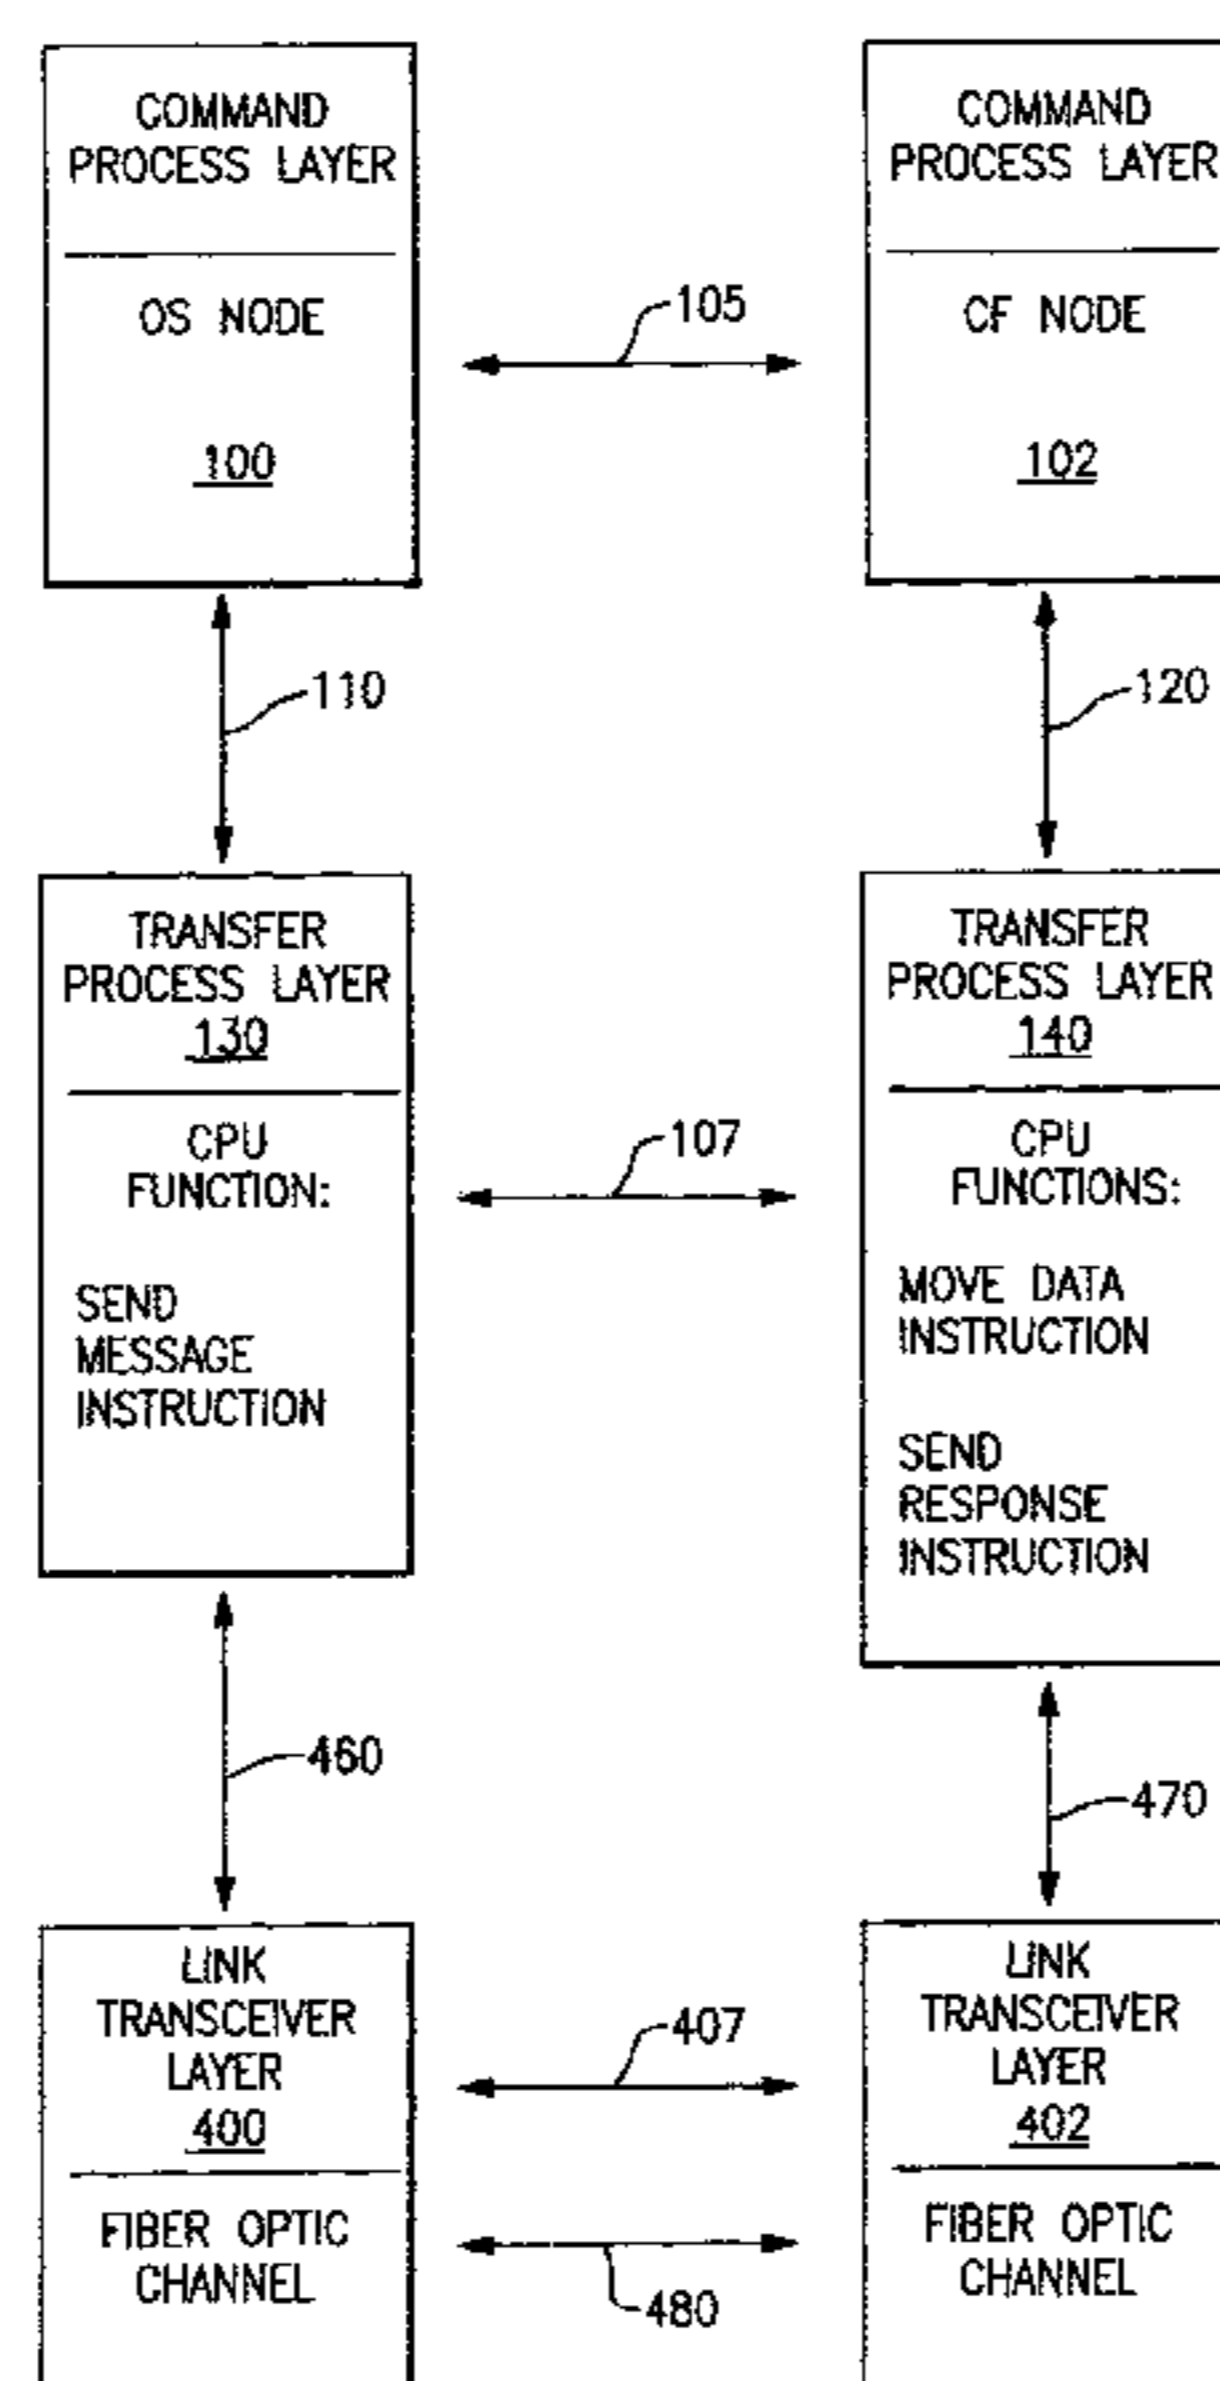 COMMAND
PROCESS LAYER
OS NODE
100
105
COMMAND
PROCESS LAYER
CF NODE
102
110
120
TRANSFER
PROCESS LAYER
130
CPU
FUNCTION:
SEND
MESSAGE
INSTRUCTION
107
TRANSFER
PROCESS LAYER
140
CPU
FUNCTIONS:
MOVE DATA
INSTRUCTION
SEND
RESPONSE
INSTRUCTION
460
470
LINK
TRANSCEIVER
LAYER
400
FIBER OPTIC
CHANNEL
407
480
LINK
TRANSCEIVER
LAYER
402
FIBER OPTIC
CHANNEL